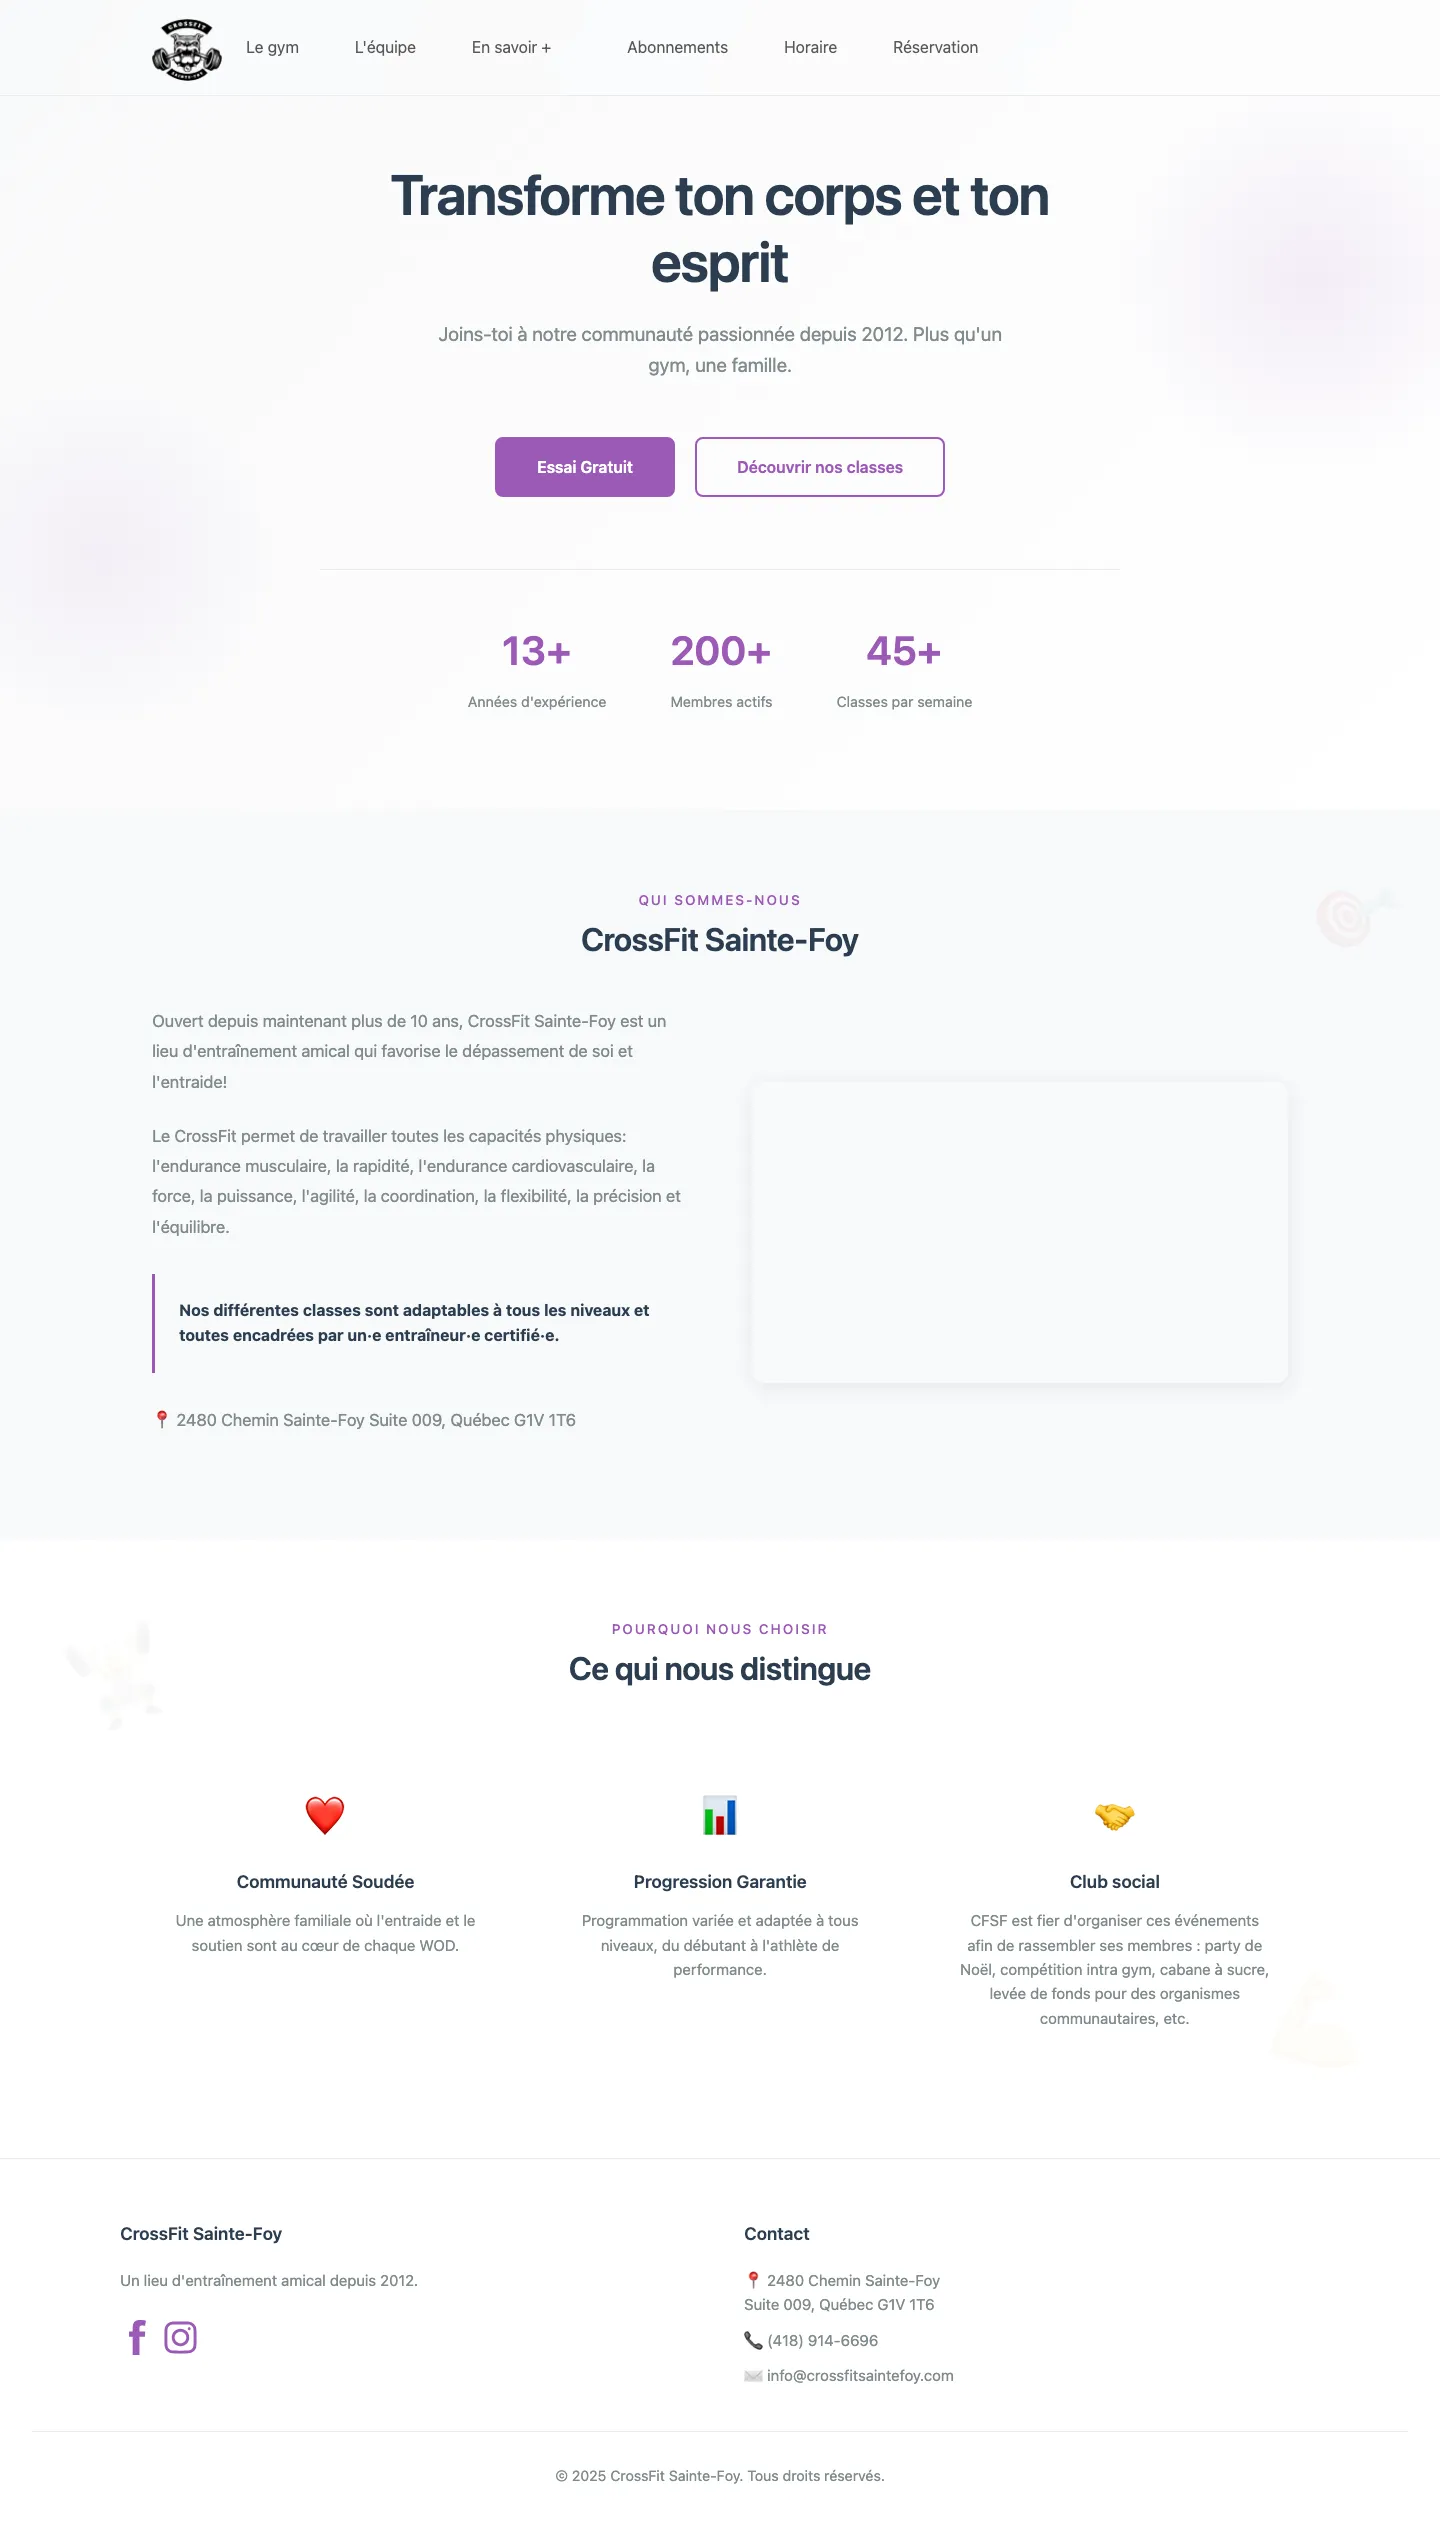 CROSSFIT
SAINTE-FOY
Le gym
L'équipe
En savoir +
Abonnements
Horaire
Réservation
Transforme ton corps et ton
esprit
Joins-toi à notre communauté passionnée depuis 2012. Plus qu'un
gym, une famille.
Essai Gratuit
Découvrir nos classes
13+
Années d'expérience
200+
Membres actifs
45+
Classes par semaine
QUI SOMMES-NOUS
CrossFit Sainte-Foy
Ouvert depuis maintenant plus de 10 ans, CrossFit Sainte-Foy est un
lieu d'entraînement amical qui favorise le dépassement de soi et
l'entraide!
Le CrossFit permet de travailler toutes les capacités physiques:
l'endurance musculaire, la rapidité, l'endurance cardiovasculaire, la
force, la puissance, l'agilité, la coordination, la flexibilité, la précision et
l'équilibre.
Nos différentes classes sont adaptables à tous les niveaux et
toutes encadrées par un·e entraîneur·e certifié·e.
📍 2480 Chemin Sainte-Foy Suite 009, Québec G1V 1T6
POURQUOI NOUS CHOISIR
Ce qui nous distingue
Communauté Soudée
Une atmosphère familiale où l'entraide et le
soutien sont au cœur de chaque WOD.
Progression Garantie
Programmation variée et adaptée à tous
niveaux, du débutant à l'athlète de
performance.
Club social
CFSF est fier d'organiser ces événements
afin de rassembler ses membres : party de
Noël, compétition intra gym, cabane à sucre,
levée de fonds pour des organismes
communautaires, etc.
CrossFit Sainte-Foy
Un lieu d'entraînement amical depuis 2012.
Contact
📍 2480 Chemin Sainte-Foy
Suite 009, Québec G1V 1T6
📞 (418) 914-6696
✉️ info@crossfitsaintefoy.com
© 2025 CrossFit Sainte-Foy. Tous droits réservés.